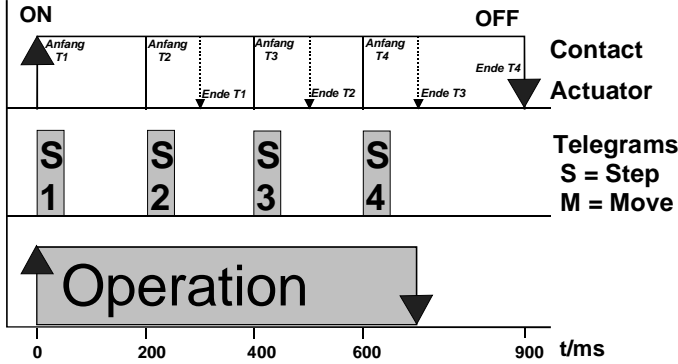 ON
OFF
Anfang
T1
Anfang
T2
Anfang
T3
Anfang
T4
Contact
Ende T4
Ende T1
Ende T2
Ende T3
Actuator
S
1
S
2
S
3
S
4
Telegrams
S = Step
M = Move
Operation
0
200
400
600
900
t/ms